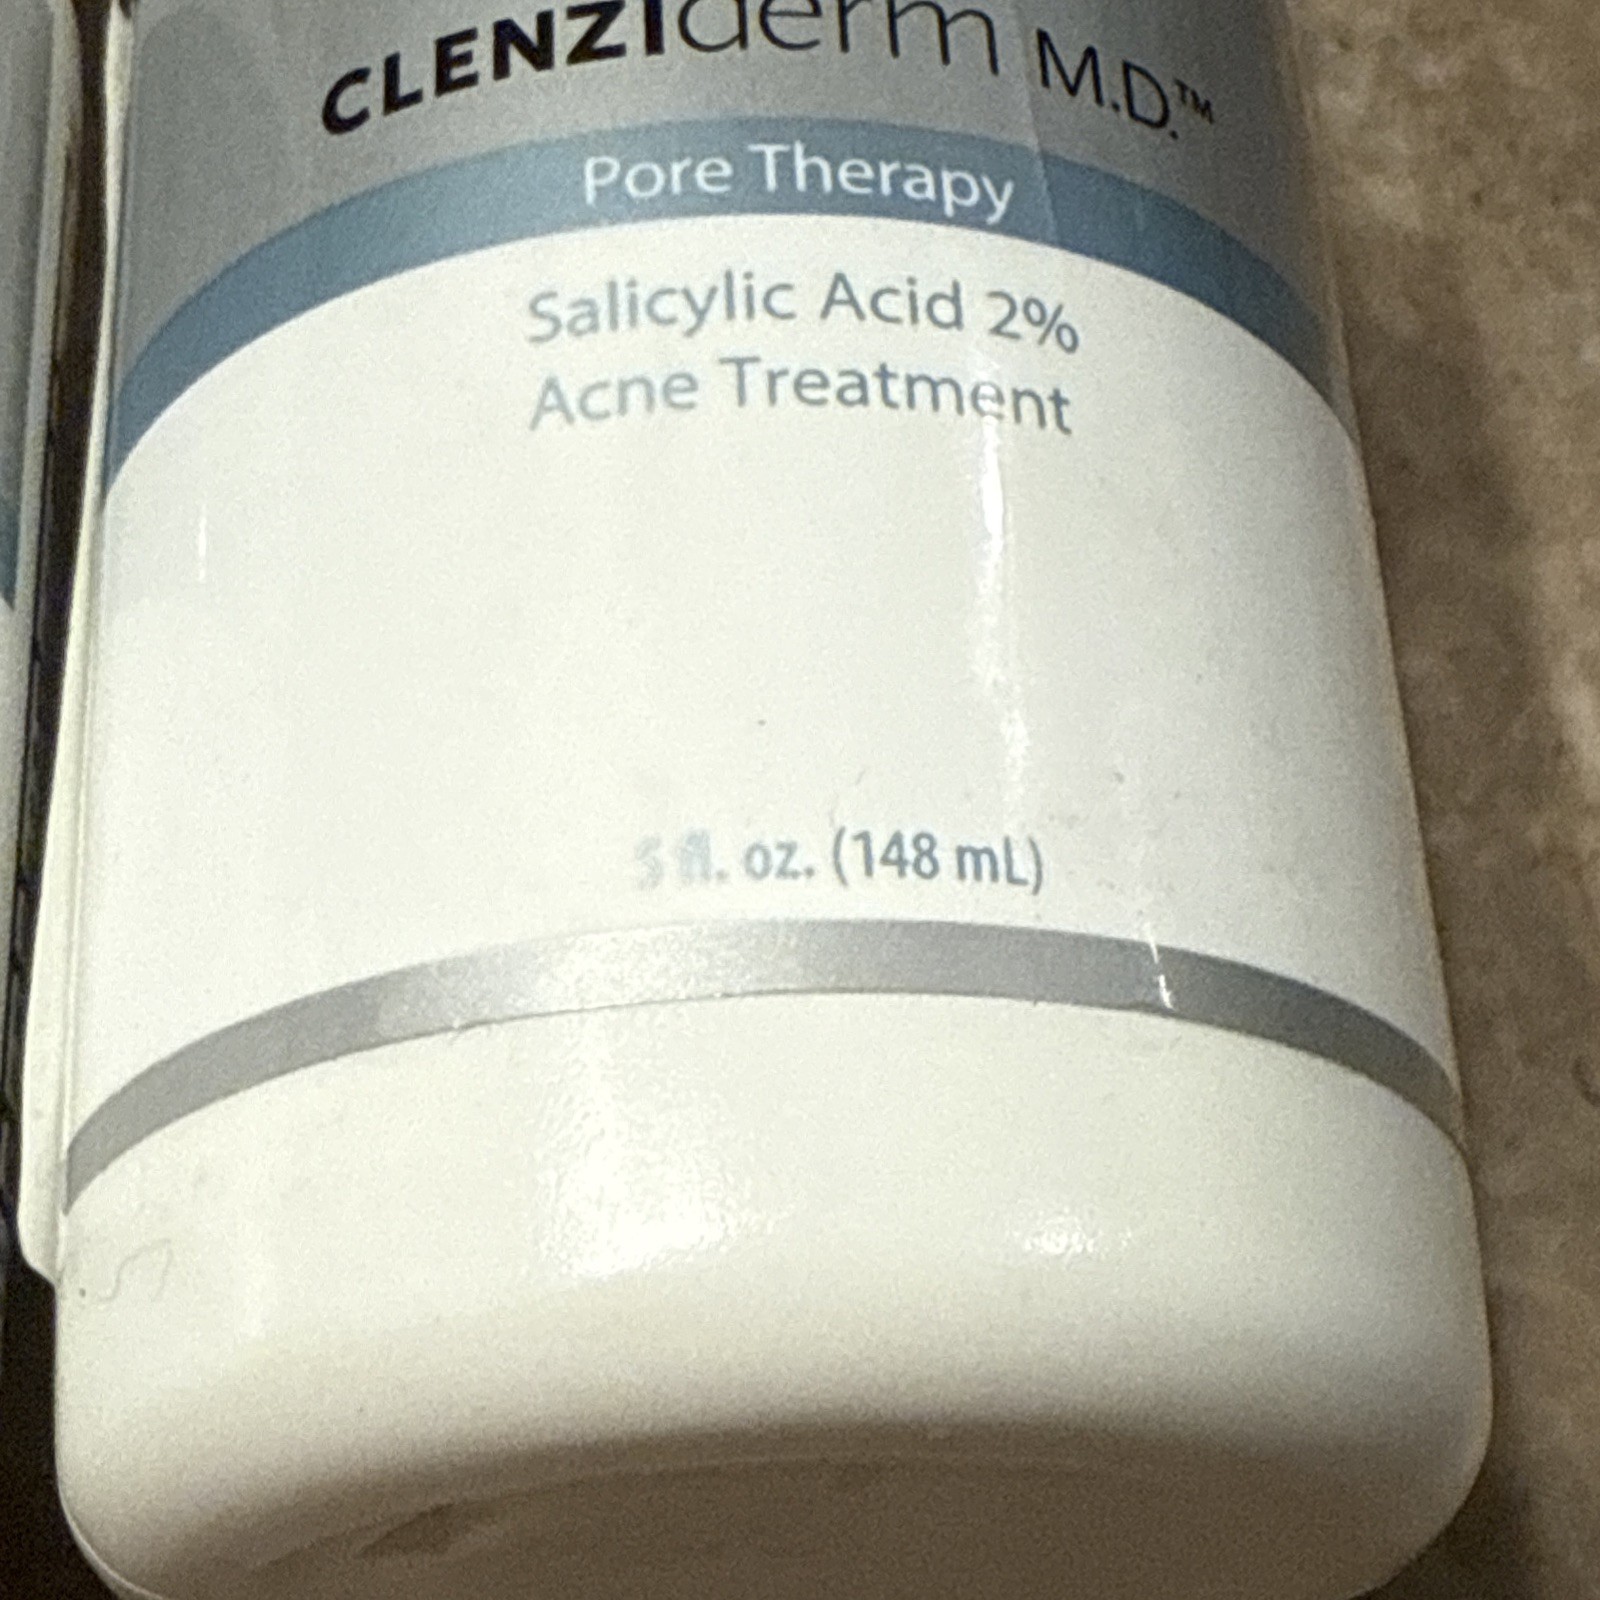 CLENZIderm M.D.™
Pore Therapy
Salicylic Acid 2%
Acne Treatment
5 fl. oz. (148 mL)